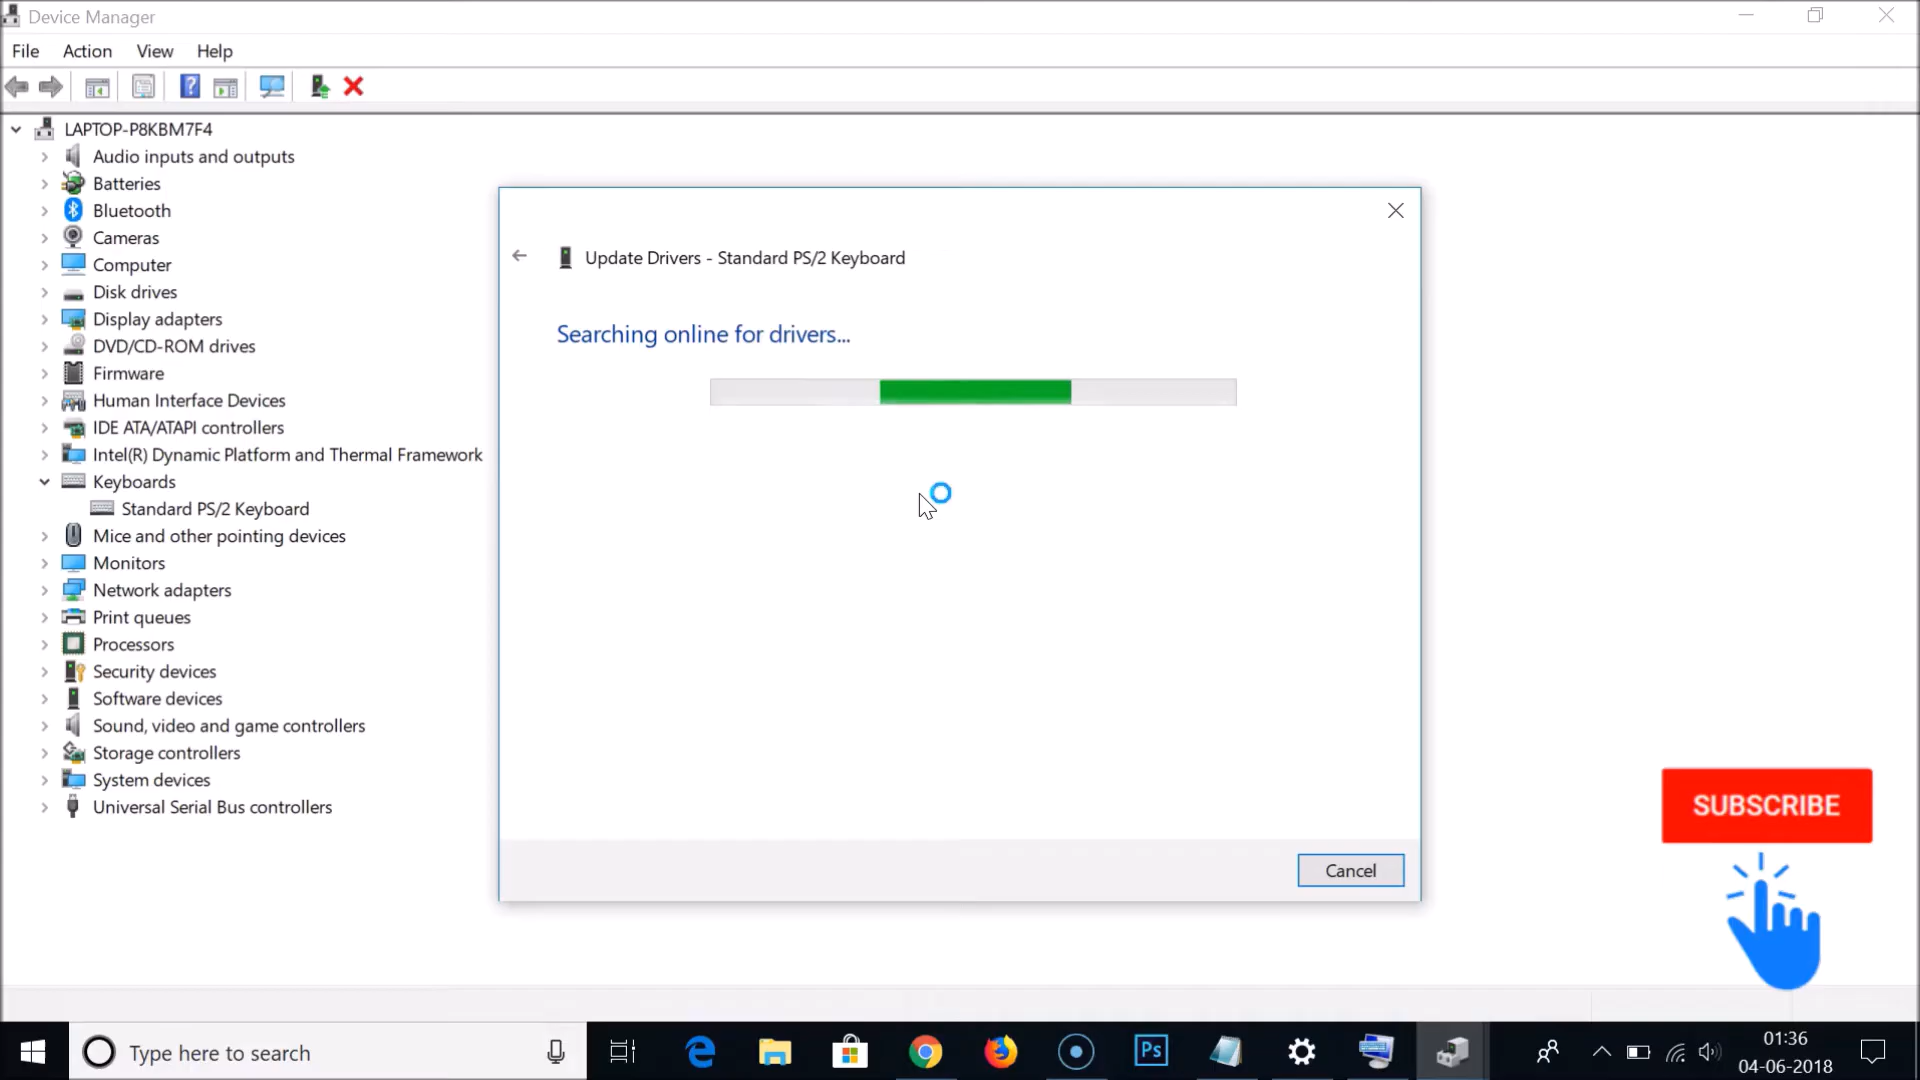 Device Manager
File Action View Help
LAPTOP-P8KBM7F4
Audio inputs and outputs
Batteries
Bluetooth
Cameras
Computer
Disk drives
Display adapters
DVD/CD-ROM drives
Firmware
Human Interface Devices
IDE ATA/ATAPI controllers
Intel(R) Dynamic Platform and Thermal Framework
Keyboards
Standard PS/2 Keyboard
Mice and other pointing devices
Monitors
Network adapters
Print queues
Processors
Security devices
Software devices
Sound, video and game controllers
Storage controllers
System devices
Universal Serial Bus controllers
Update Drivers - Standard PS/2 Keyboard
Searching online for drivers...
Cancel
SUBSCRIBE
Type here to search
Ps
01:36
04-06-2018